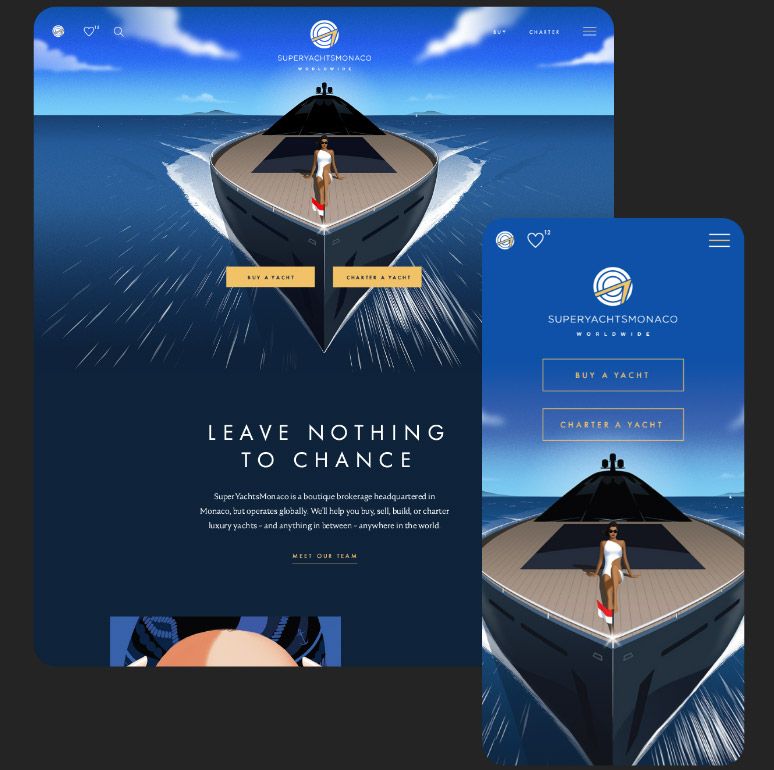 12
BUY
CHARTER
SUPERYACHTSMONACO
WORLDWIDE
BUY A YACHT
CHARTER A YACHT
LEAVE NOTHING
TO CHANCE
SuperYachtsMonaco is a boutique brokerage headquartered in
Monaco, but operates globally. We'll help you buy, sell, build, or charter
luxury yachts – and anything in between – anywhere in the world.
MEET OUR TEAM
12
SUPERYACHTSMONACO
WORLDWIDE
BUY A YACHT
CHARTER A YACHT